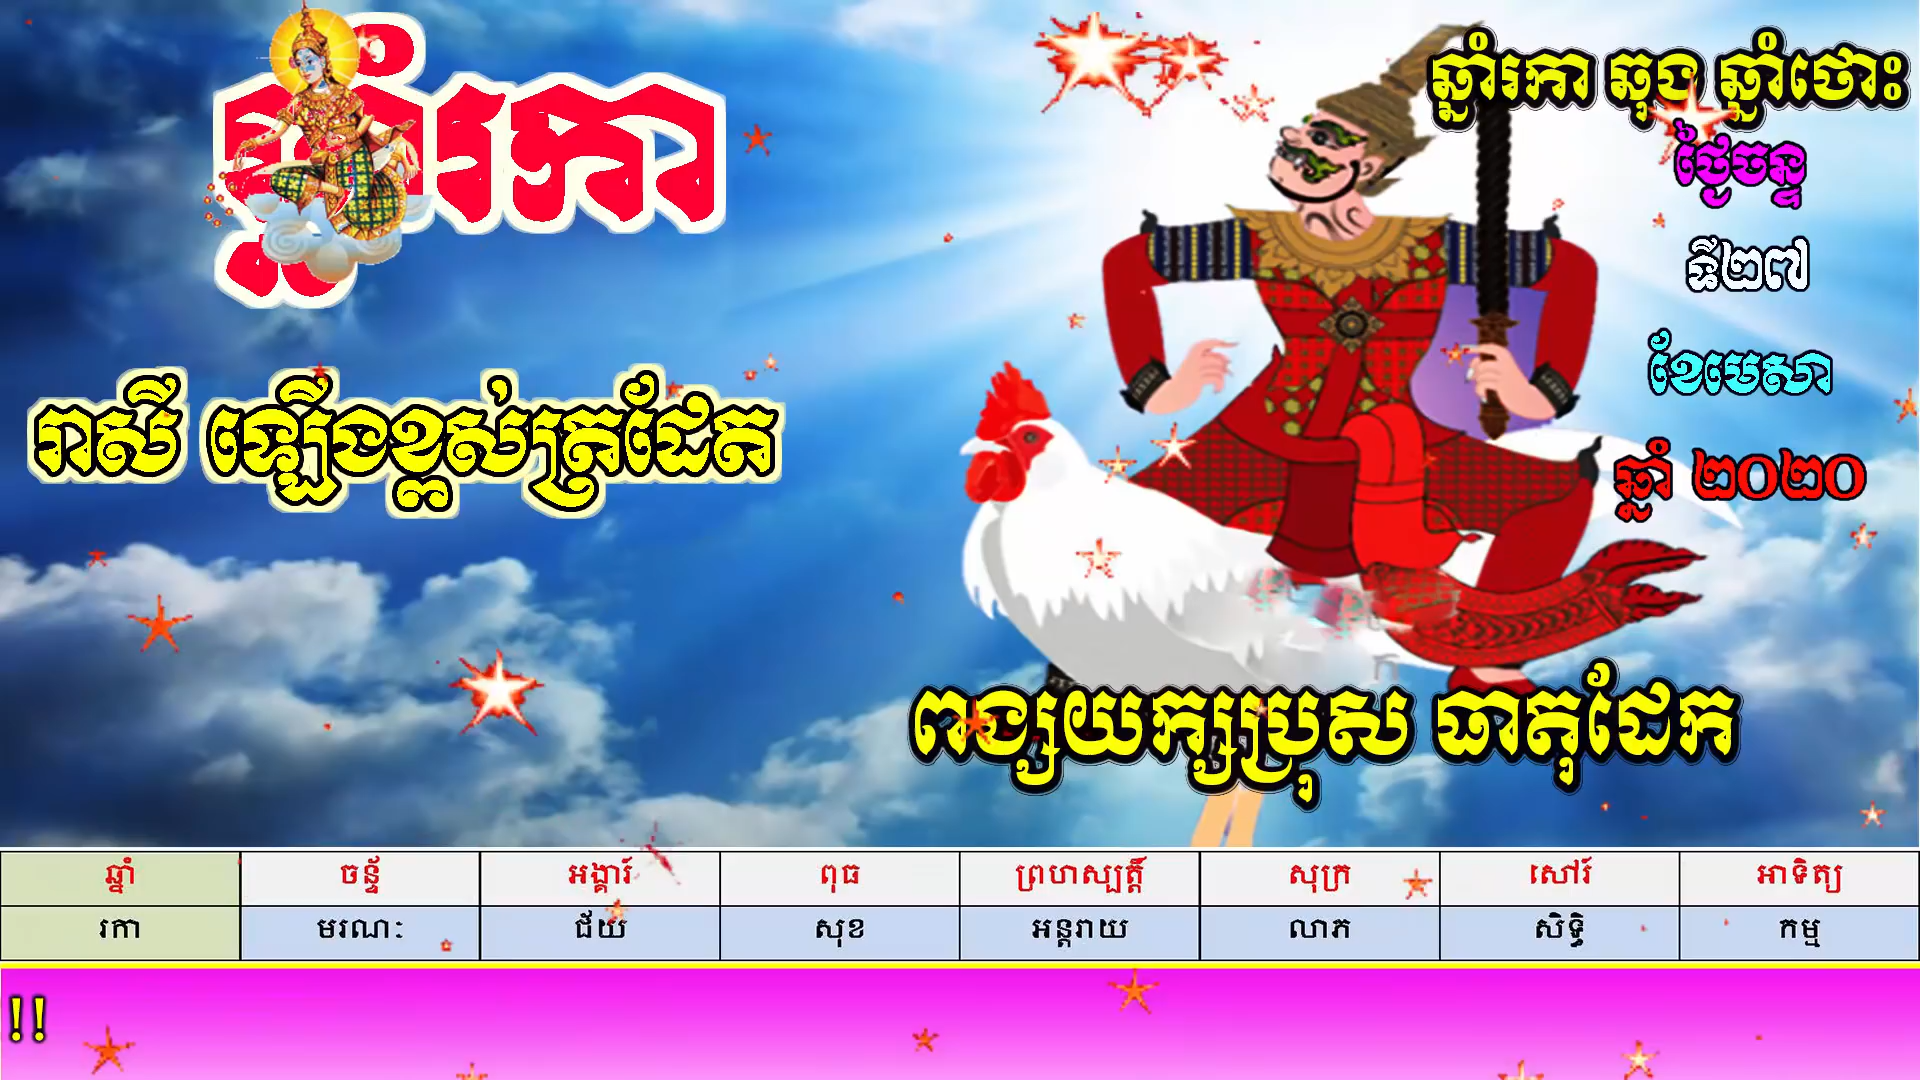 ឆ្នាំរកា
រាសី ឡើងខ្ពស់ត្រដែត
ឆ្នាំរកា ឆុង ឆ្នាំថោះ
ថ្ងៃចន្ទ
ទី២៧
ខែមេសា
ឆ្នាំ ២០២០
ពង្សយក្សប្រុស ធាតុដែក
ឆ្នាំ ចន្ទ័ អង្គារ៍ ពុធ ព្រហស្បត្តិ៍ សុក្រ សៅរ៍ អាទិត្យ
រកា មរណៈ ជ័យ សុខ អន្តរាយ លាភ សិទ្ធិ កម្ម
!!